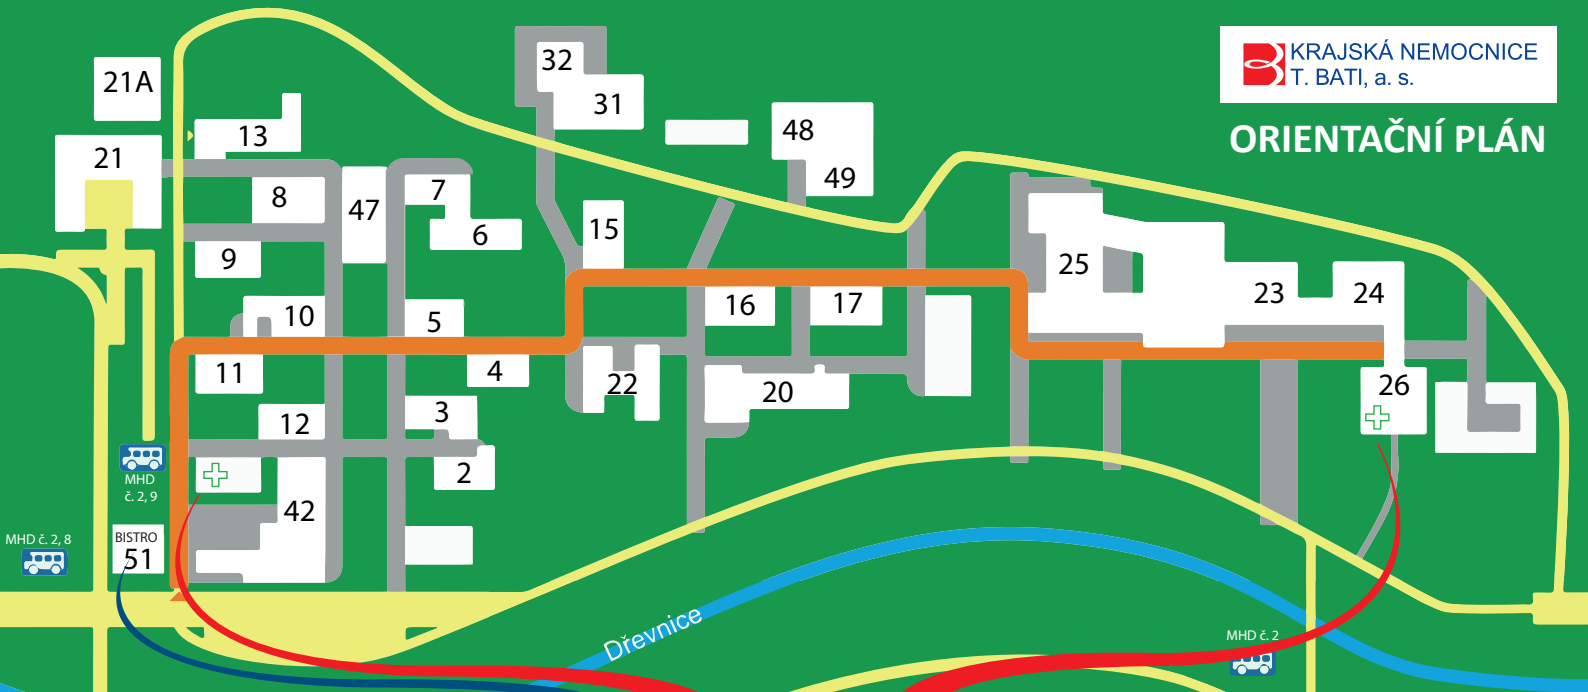 KRAJSKÁ NEMOCNICE
T. BATI, a. s.
ORIENTAČNÍ PLÁN
32
31
21A
13
48
21
49
8
7
47
6
15
9
25
23
24
10
5
16
17
11
4
22
26
20
12
3
2
MHD
č. 2, 9
42
BISTRO
51
MHD č. 2, 8
Dřevnice
MHD č. 2